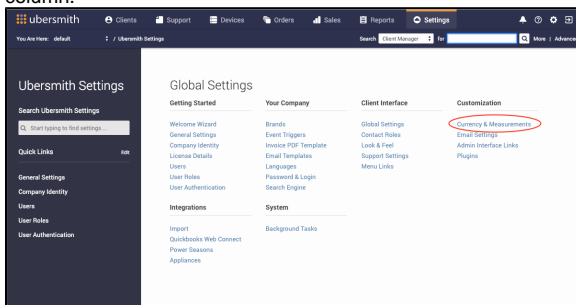 column.
ubersmith
Clients Support Devices Orders Sales Reports Settings
You Are Here: default / Ubersmith Settings Search Client Manager for More | Advanced
Ubersmith Settings
Search Ubersmith Settings
Start typing to find settings ...
Quick Links Edit
General Settings
Company Identity
Users
User Roles
User Authentication
Global Settings
Getting Started
Welcome Wizard
General Settings
Company Identity
License Details
Users
User Roles
User Authentication
Your Company
Brands
Event Triggers
Invoice PDF Template
Email Templates
Languages
Password & Login
Search Engine
Client Interface
Global Settings
Contact Roles
Look & Feel
Support Settings
Menu Links
Customization
Currency & Measurements
Email Settings
Admin Interface Links
Plugins
Integrations
Import
Quickbooks Web Connect
Power Seasons
Appliances
System
Background Tasks